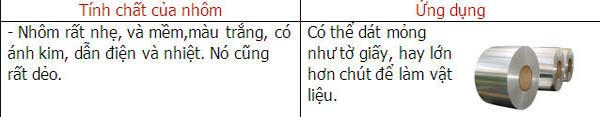 Tính chất của nhôm
Ứng dụng
- Nhôm rất nhẹ, và mềm,màu trắng, có
ánh kim, dẫn điện và nhiệt. Nó cũng
rất dẻo.
Có thể dát mỏng
như tờ giấy, hay lớn
hơn chút để làm vật
liệu.